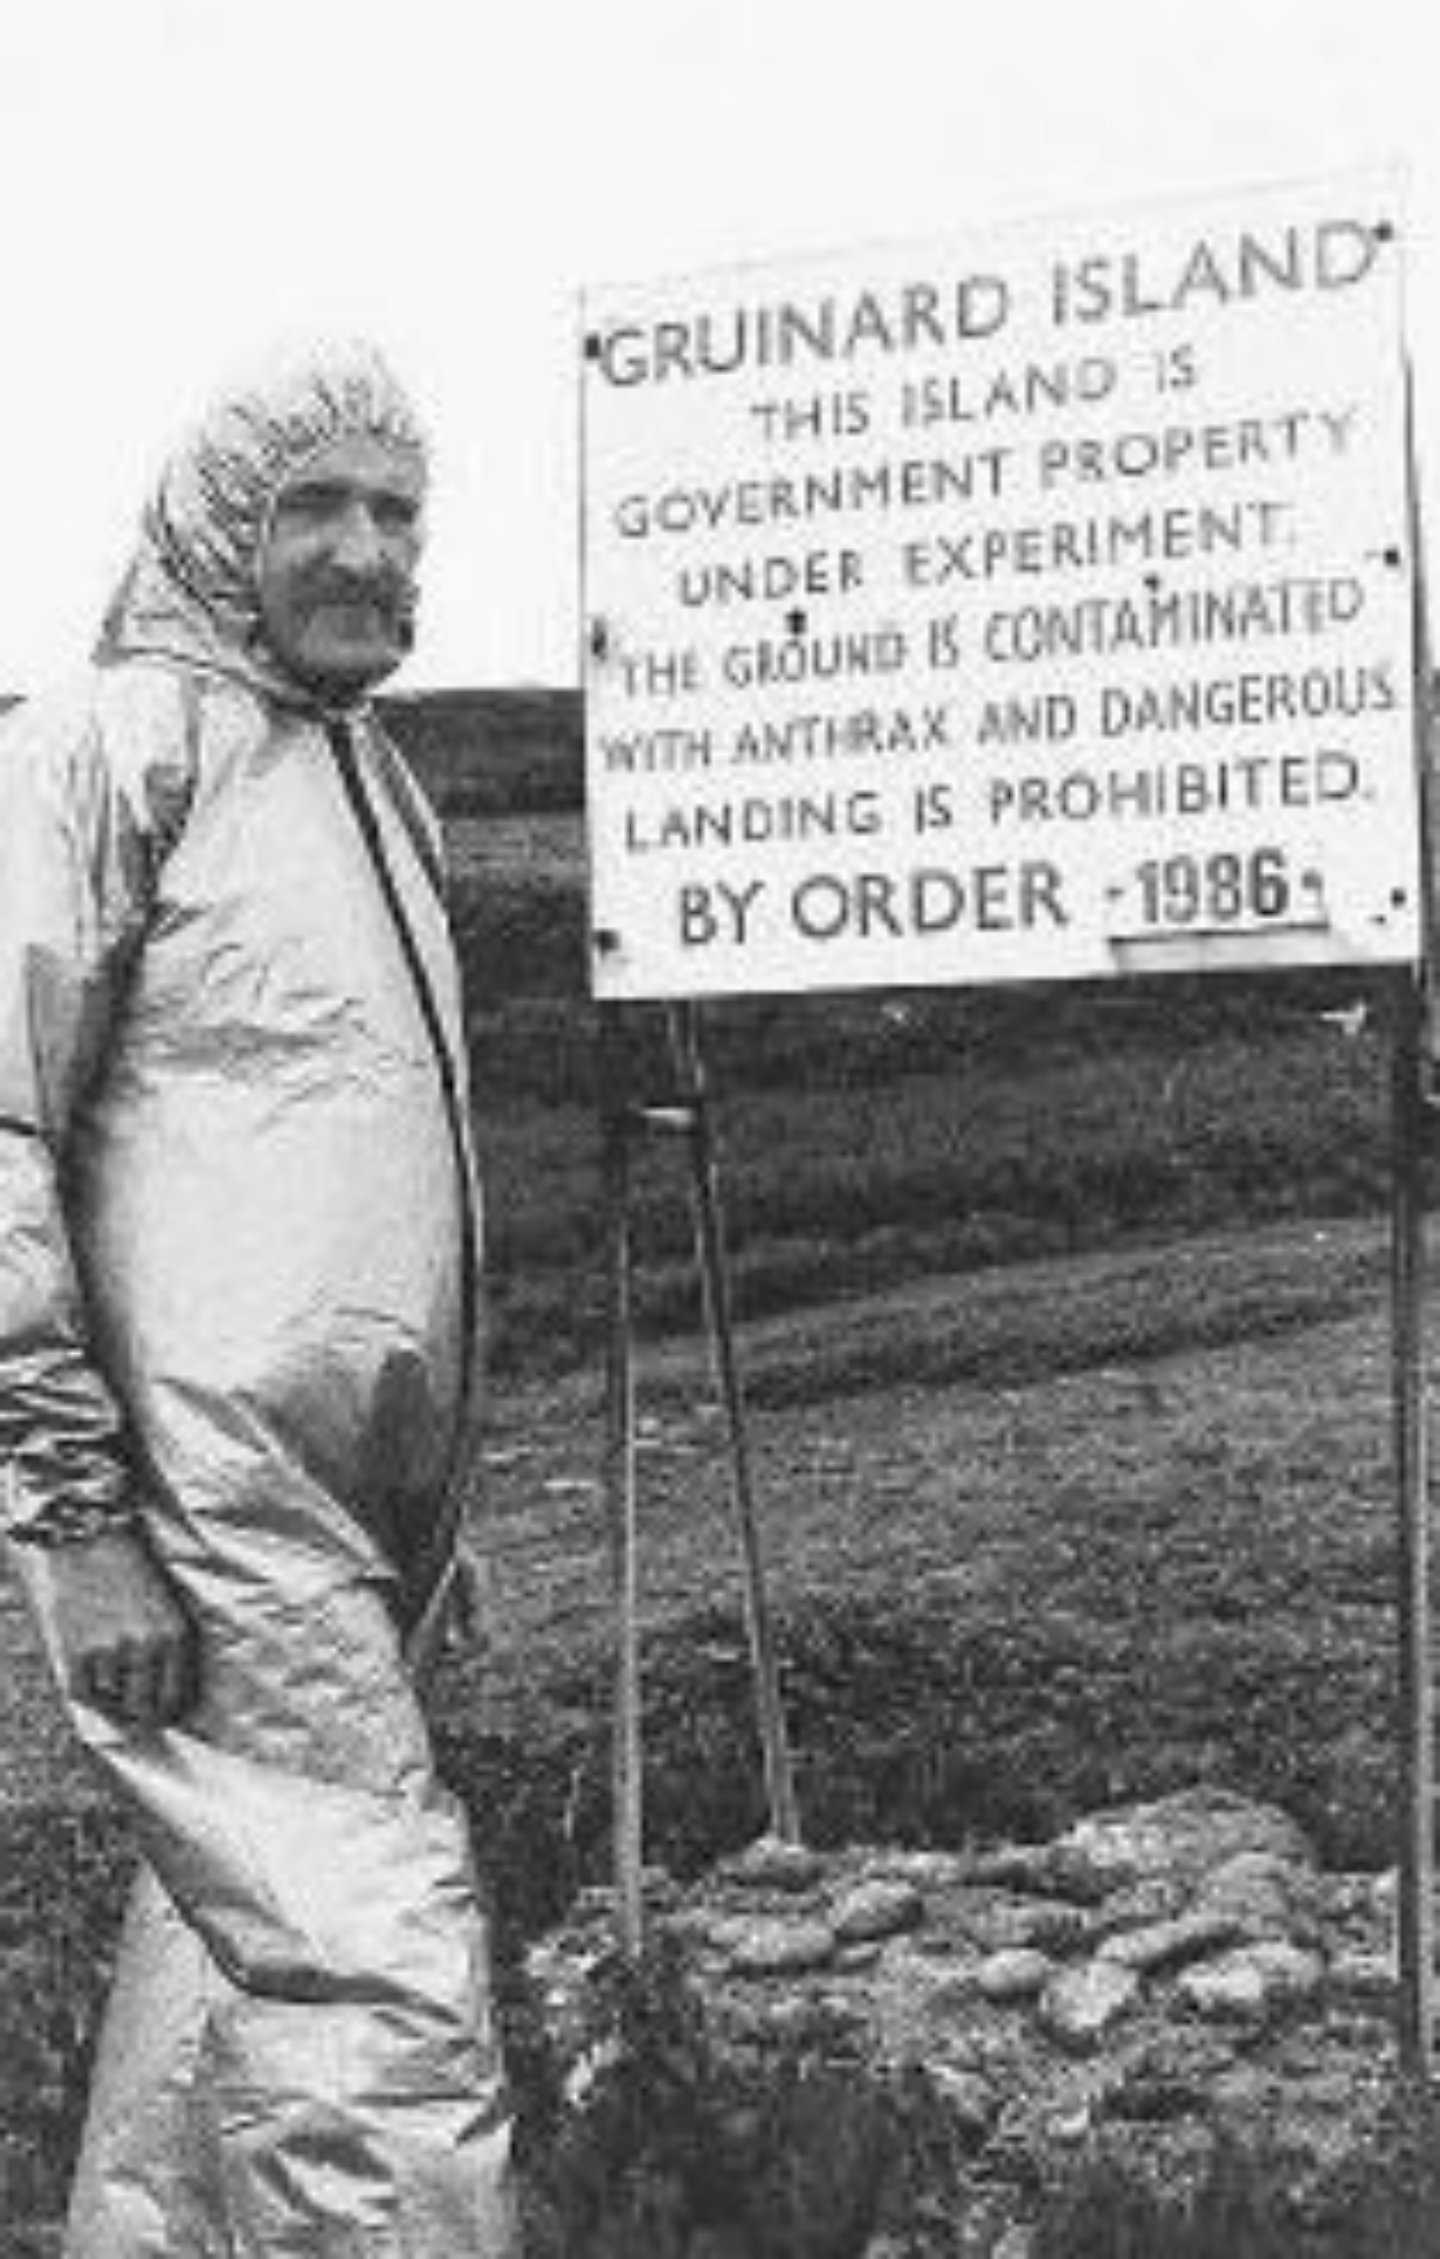 GRUINARD ISLAND
THIS ISLAND IS
GOVERNMENT PROPERTY
UNDER EXPERIMENT.
THE GROUND IS CONTAMINATED
WITH ANTHRAX AND DANGEROUS
LANDING IS PROHIBITED.
BY ORDER -1986-